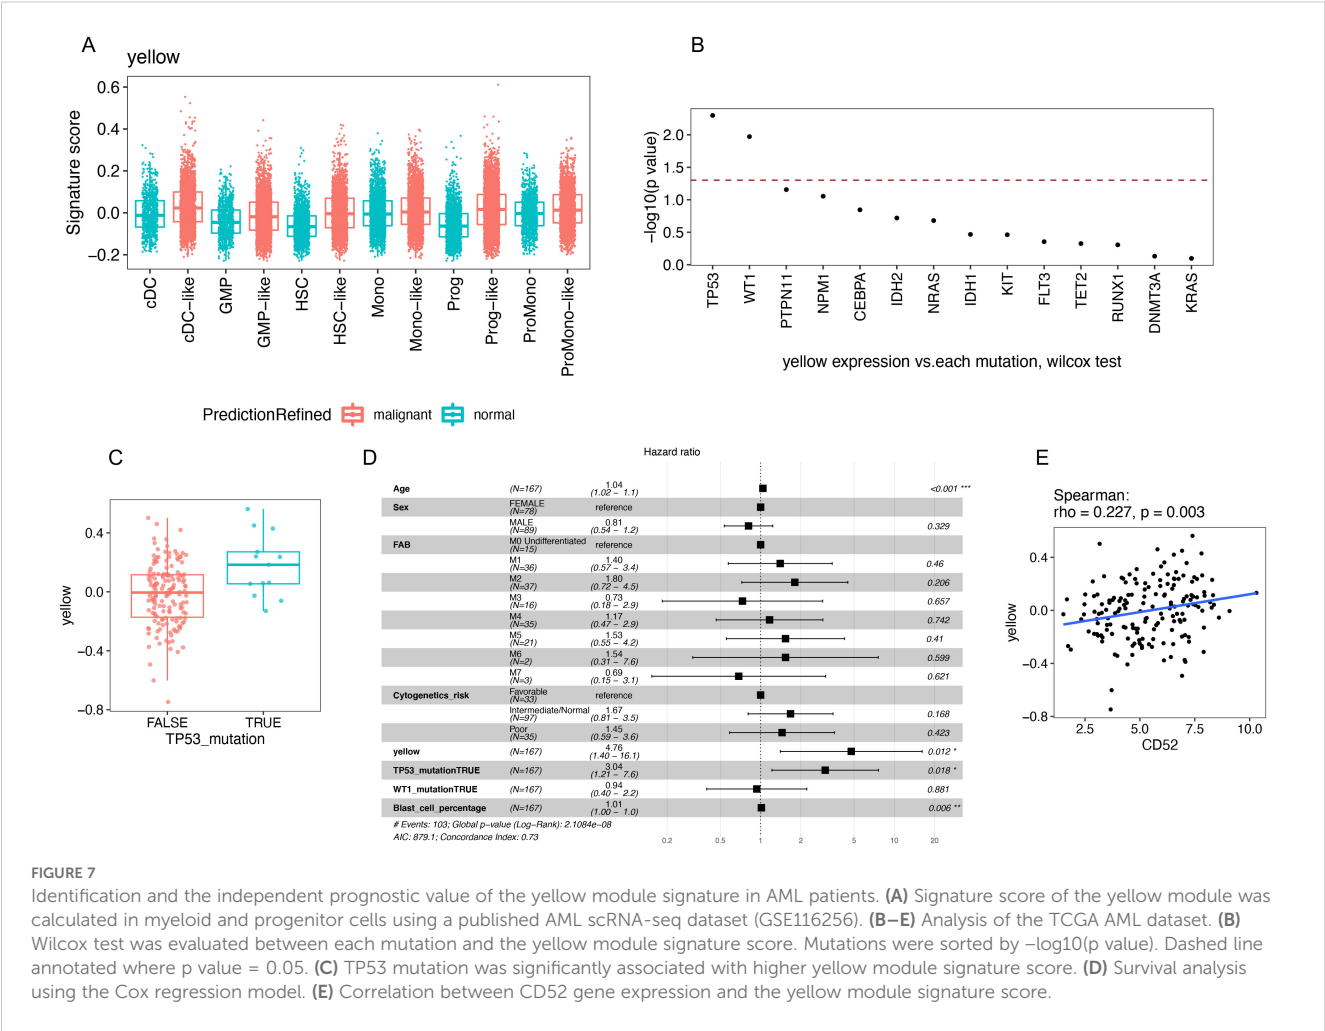 A
yellow
Signature score
0.6
0.4
0.2
0.0
−0.2
cDC
cDC−like
GMP
GMP−like
HSC
HSC−like
Mono
Mono−like
Prog
Prog−like
ProMono
ProMono−like
PredictionRefined malignant normal
B
−log10(p value)
2.0
1.5
1.0
0.5
0.0
TP53
WT1
PTPN11
NPM1
CEBPA
IDH2
NRAS
IDH1
KIT
FLT3
TET2
RUNX1
DNMT3A
KRAS
yellow expression vs.each mutation, wilcox test
C
yellow
0.4
0.0
−0.4
−0.8
FALSE TRUE
TP53_mutation
D
Hazard ratio
Age (N=167) 1.04 (1.02 − 1.1) <0.001 ***
Sex FEMALE (N=78) reference
MALE (N=89) 0.81 (0.54 − 1.2) 0.329
FAB M0 Undifferentiated (N=15) reference
M1 (N=36) 1.40 (0.57 − 3.4) 0.46
M2 (N=37) 1.80 (0.72 − 4.5) 0.206
M3 (N=16) 0.73 (0.18 − 2.9) 0.657
M4 (N=35) 1.17 (0.47 − 2.9) 0.742
M5 (N=21) 1.53 (0.55 − 4.2) 0.41
M6 (N=2) 1.54 (0.31 − 7.6) 0.599
M7 (N=3) 0.69 (0.15 − 3.1) 0.621
Cytogenetics_risk Favorable (N=33) reference
Intermediate/Normal (N=97) 1.67 (0.81 − 3.5) 0.168
Poor (N=35) 1.45 (0.59 − 3.6) 0.423
yellow (N=167) 4.76 (1.40 − 16.1) 0.012 *
TP53_mutationTRUE (N=167) 3.04 (1.21 − 7.6) 0.018 *
WT1_mutationTRUE (N=167) 0.94 (0.40 − 2.2) 0.881
Blast_cell_percentage (N=167) 1.01 (1.00 − 1.0) 0.006 **
# Events: 103; Global p−value (Log−Rank): 2.1084e−08
AIC: 879.1; Concordance Index: 0.73
0.2 0.5 1 2 5 10 20
E
Spearman:
rho = 0.227, p = 0.003
yellow
0.4
0.0
−0.4
−0.8
2.5 5.0 7.5 10.0
CD52
FIGURE 7
Identification and the independent prognostic value of the yellow module signature in AML patients. (A) Signature score of the yellow module was
calculated in myeloid and progenitor cells using a published AML scRNA-seq dataset (GSE116256). (B–E) Analysis of the TCGA AML dataset. (B)
Wilcox test was evaluated between each mutation and the yellow module signature score. Mutations were sorted by −log10(p value). Dashed line
annotated where p value = 0.05. (C) TP53 mutation was significantly associated with higher yellow module signature score. (D) Survival analysis
using the Cox regression model. (E) Correlation between CD52 gene expression and the yellow module signature score.